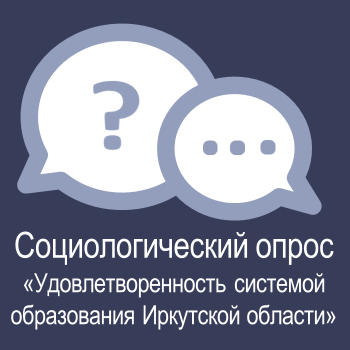 ?
...
Социологический опрос
«Удовлетворенность системой
образования Иркутской области»